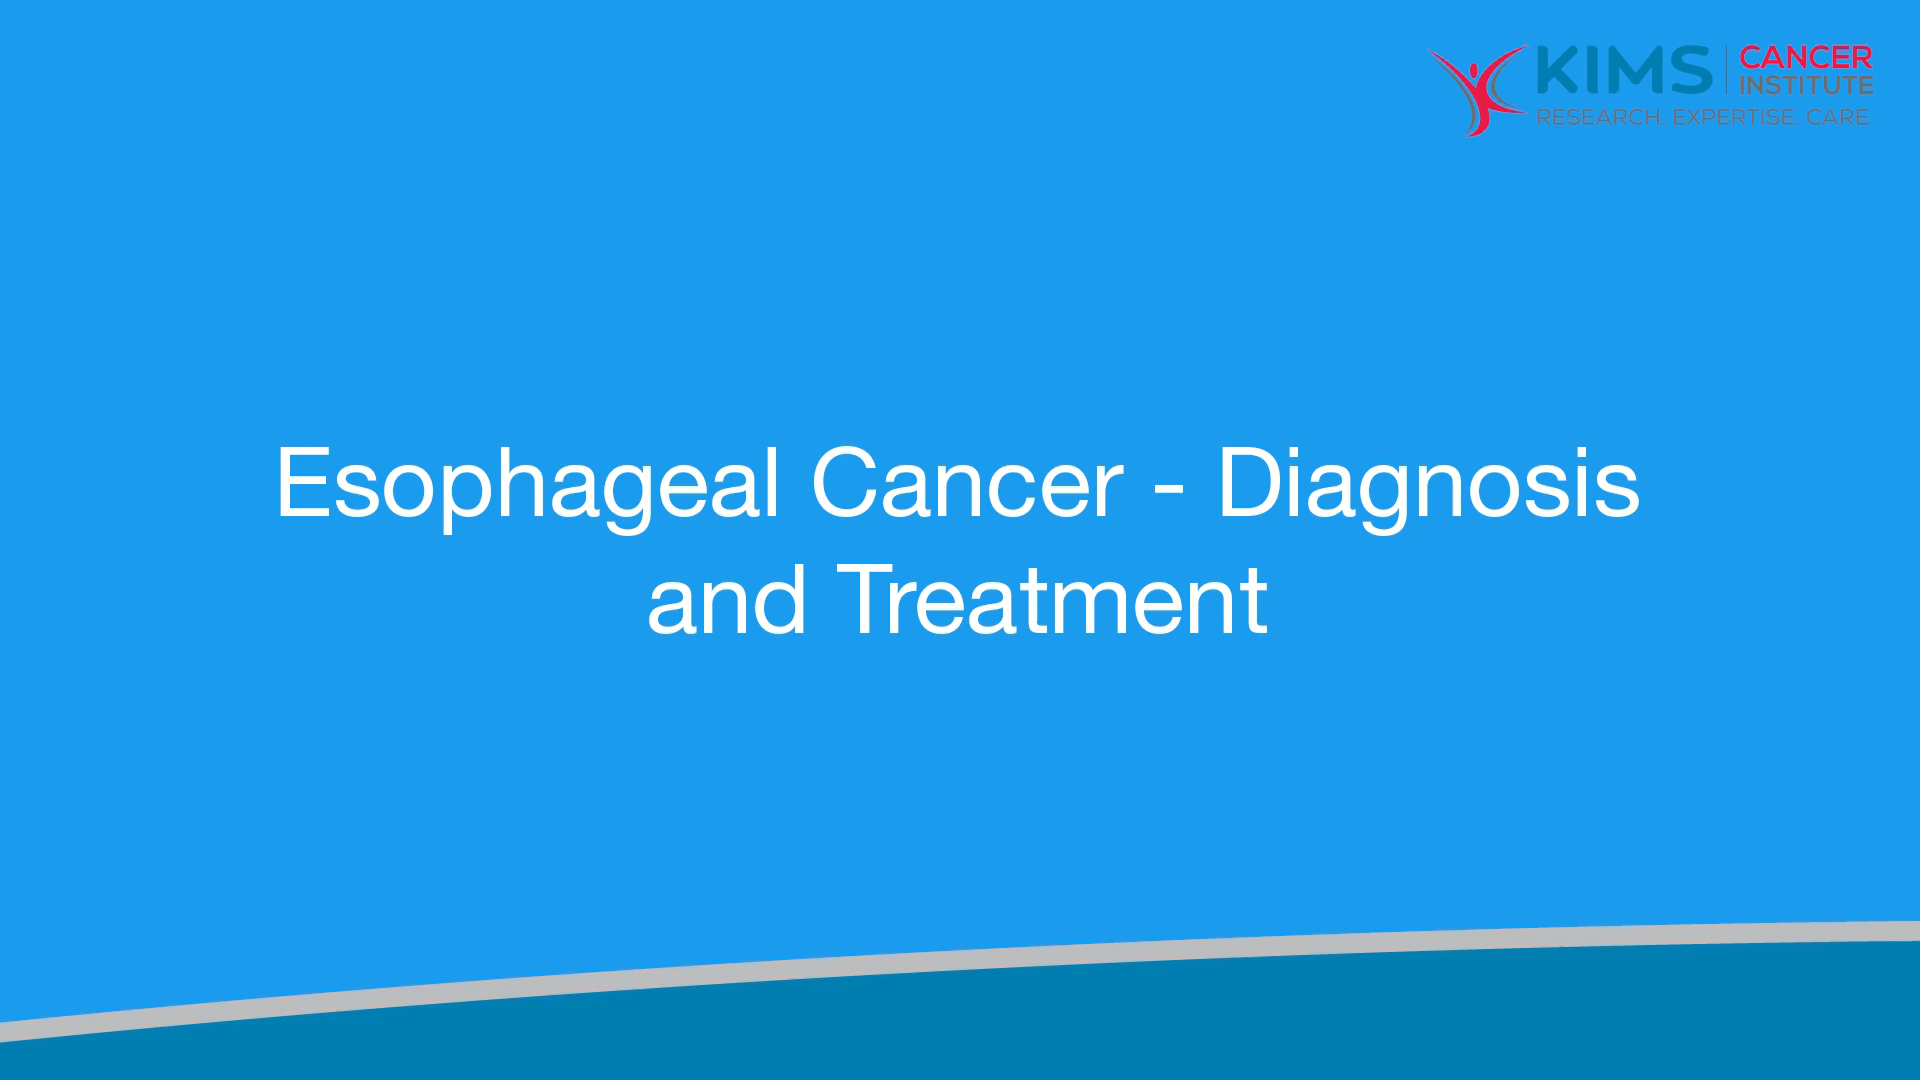 KIMS
CANCER
INSTITUTE
RESEARCH. EXPERTISE. CARE.
Esophageal Cancer - Diagnosis
and Treatment